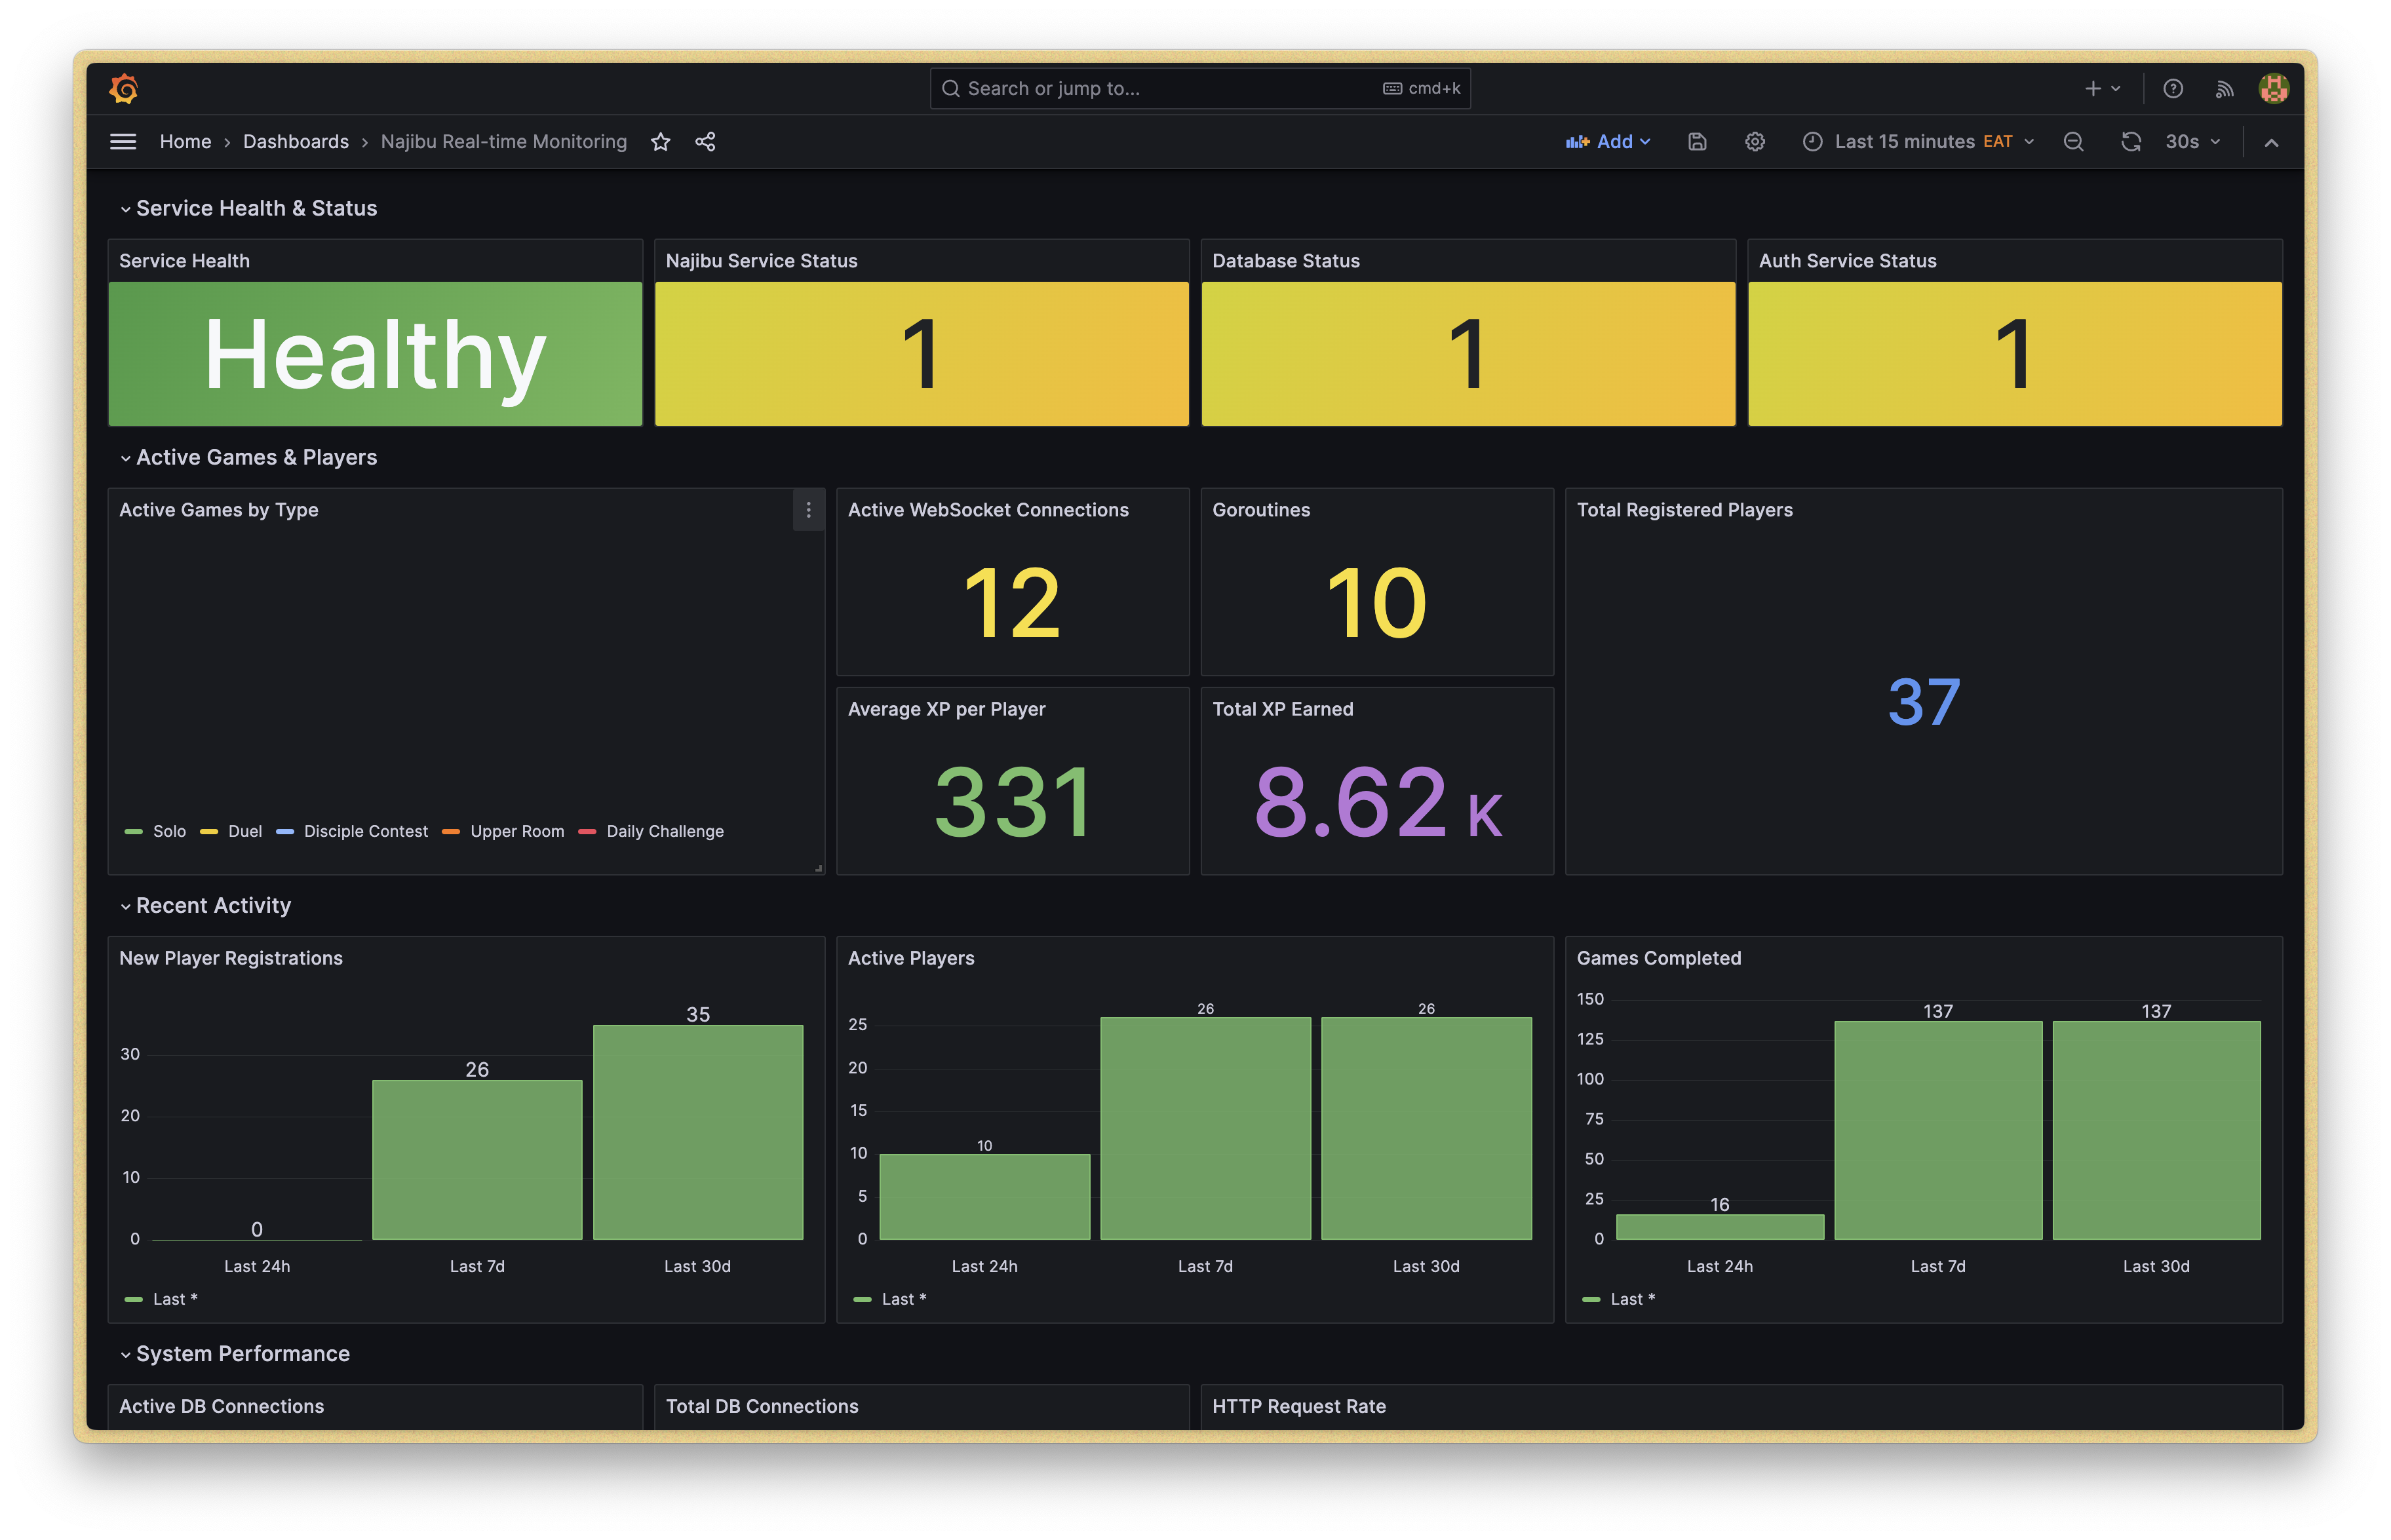 Search or jump to... cmd+k
Home › Dashboards › Najibu Real-time Monitoring Add Last 15 minutes EAT 30s
Service Health & Status
Service Health
Healthy
Najibu Service Status
1
Database Status
1
Auth Service Status
1
Active Games & Players
Active Games by Type
Solo Duel Disciple Contest Upper Room Daily Challenge
Active WebSocket Connections
12
Goroutines
10
Average XP per Player
331
Total XP Earned
8.62 K
Total Registered Players
37
Recent Activity
New Player Registrations
30
20
10
0
0
26
35
Last 24h Last 7d Last 30d
Last *
Active Players
25
20
15
10
5
0
10
26
26
Last 24h Last 7d Last 30d
Last *
Games Completed
150
125
100
75
50
25
0
16
137
137
Last 24h Last 7d Last 30d
Last *
System Performance
Active DB Connections
Total DB Connections
HTTP Request Rate